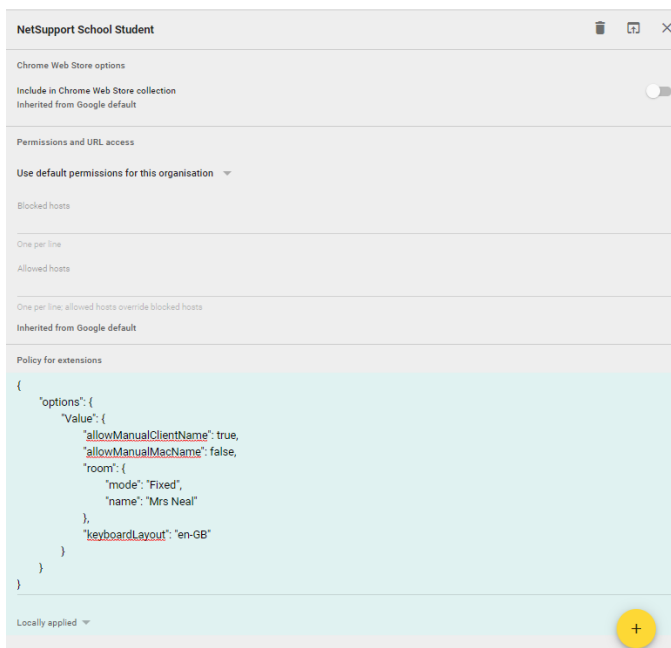 NetSupport School Student
Chrome Web Store options
Include in Chrome Web Store collection
Inherited from Google default
Permissions and URL access
Use default permissions for this organisation
Blocked hosts
One per line
Allowed hosts
One per line; allowed hosts override blocked hosts
Inherited from Google default
Policy for extensions
{
"options": {
"Value": {
"allowManualClientName": true,
"allowManualMacName": false,
"room": {
"mode": "Fixed",
"name": "Mrs Neal"
},
"keyboardLayout": "en-GB"
}
}
}
Locally applied